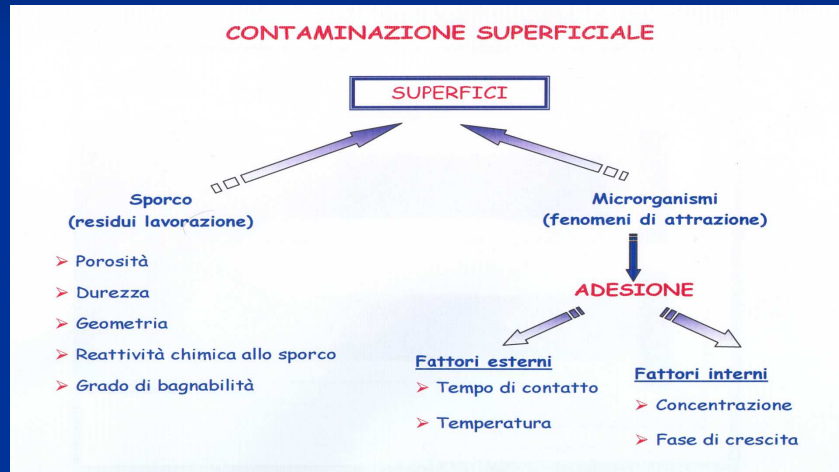 CONTAMINAZIONE SUPERFICIALE
SUPERFICI
Sporco
(residui lavorazione)
➢ Porosità
➢ Durezza
➢ Geometria
➢ Reattività chimica allo sporco
➢ Grado di bagnabilità
Microrganismi
(fenomeni di attrazione)
ADESIONE
Fattori esterni
➢ Tempo di contatto
➢ Temperatura
Fattori interni
➢ Concentrazione
➢ Fase di crescita